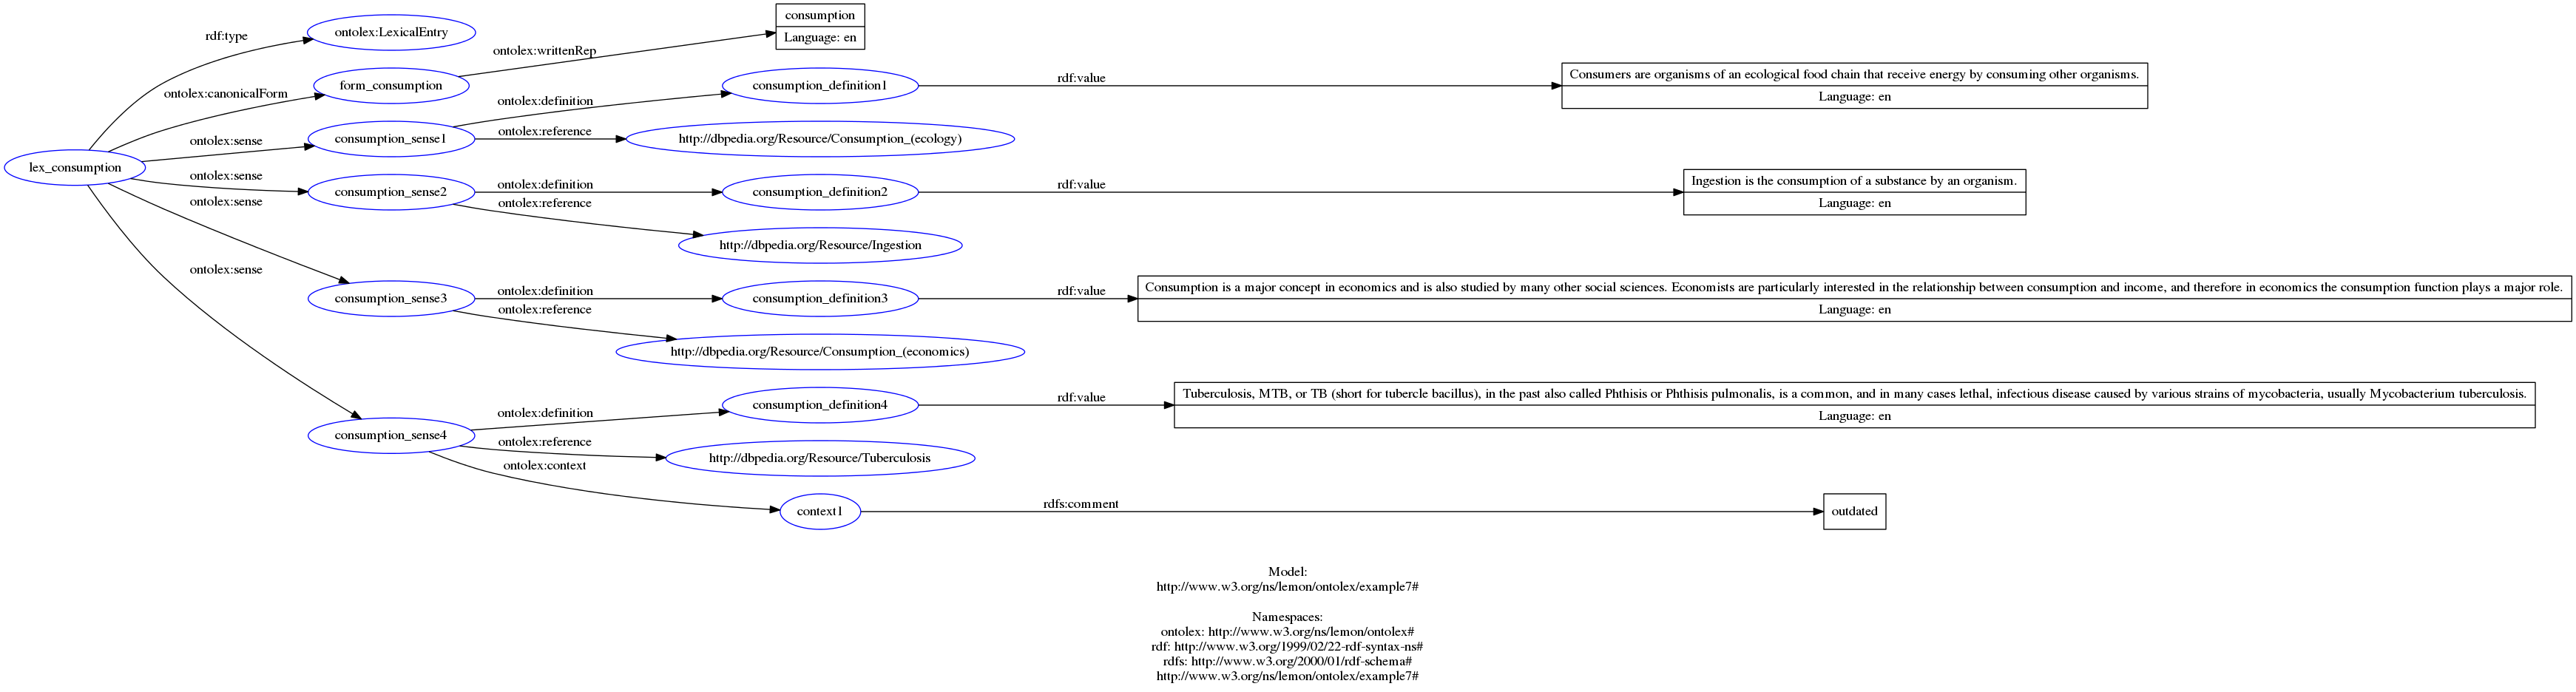 rdf:type
ontolex:LexicalEntry
consumption
Language: en
ontolex:writtenRep
ontolex:canonicalForm
form_consumption
lex_consumption
ontolex:sense
consumption_sense1
ontolex:definition
consumption_definition1
rdf:value
Consumers are organisms of an ecological food chain that receive energy by consuming other organisms.
Language: en
ontolex:reference
http://dbpedia.org/Resource/Consumption_(ecology)
ontolex:sense
consumption_sense2
ontolex:definition
consumption_definition2
rdf:value
Ingestion is the consumption of a substance by an organism.
Language: en
ontolex:reference
http://dbpedia.org/Resource/Ingestion
ontolex:sense
consumption_sense3
ontolex:definition
consumption_definition3
rdf:value
Consumption is a major concept in economics and is also studied by many other social sciences. Economists are particularly interested in the relationship between consumption and income, and therefore in economics the consumption function plays a major role.
Language: en
ontolex:reference
http://dbpedia.org/Resource/Consumption_(economics)
ontolex:sense
consumption_sense4
ontolex:definition
consumption_definition4
rdf:value
Tuberculosis, MTB, or TB (short for tubercle bacillus), in the past also called Phthisis or Phthisis pulmonalis, is a common, and in many cases lethal, infectious disease caused by various strains of mycobacteria, usually Mycobacterium tuberculosis.
Language: en
ontolex:reference
http://dbpedia.org/Resource/Tuberculosis
ontolex:context
context1
rdfs:comment
outdated
Model:
http://www.w3.org/ns/lemon/ontolex/example7#
Namespaces:
ontolex: http://www.w3.org/ns/lemon/ontolex#
rdf: http://www.w3.org/1999/02/22-rdf-syntax-ns#
rdfs: http://www.w3.org/2000/01/rdf-schema#
http://www.w3.org/ns/lemon/ontolex/example7#